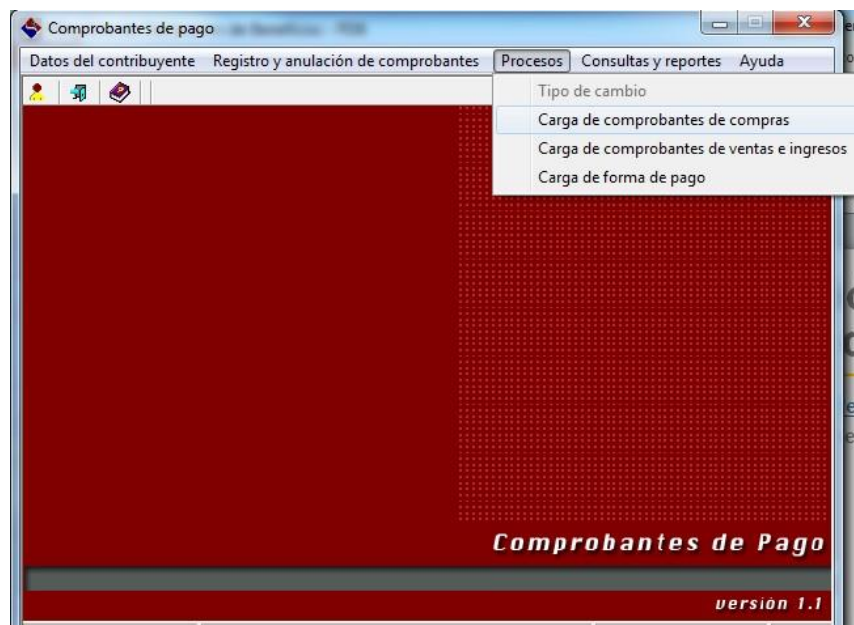 Comprobantes de pago
Datos del contribuyente Registro y anulación de comprobantes Procesos Consultas y reportes Ayuda
Tipo de cambio
Carga de comprobantes de compras
Carga de comprobantes de ventas e ingresos
Carga de forma de pago
Comprobantes de Pago
versión 1.1